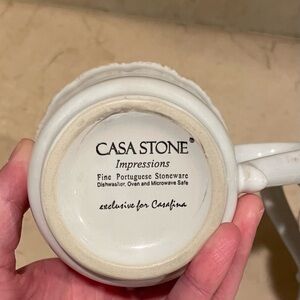 CASA STONE®
Impressions
Fine Portuguese Stoneware
Dishwasher, Oven and Microwave Safe
exclusive for Casafina